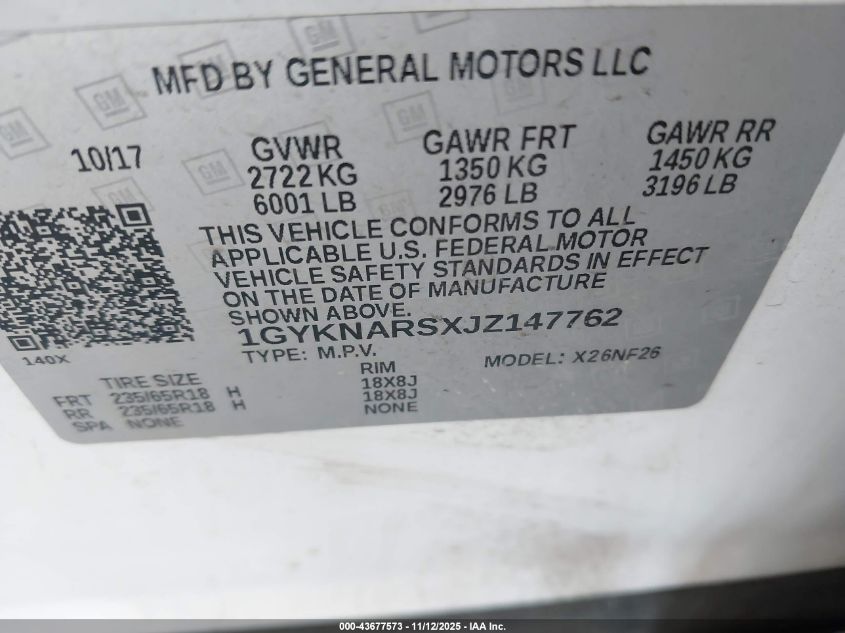 MFD BY GENERAL MOTORS LLC
10/17 GVWR GAWR FRT GAWR RR
2722 KG 1350 KG 1450 KG
6001 LB 2976 LB 3196 LB
THIS VEHICLE CONFORMS TO ALL
APPLICABLE U.S. FEDERAL MOTOR
VEHICLE SAFETY STANDARDS IN EFFECT
ON THE DATE OF MANUFACTURE
SHOWN ABOVE.
1GYKNARSXJZ147762
140X TYPE: M.P.V. MODEL: X26NF26
TIRE SIZE RIM
FRT 235/65R18 H 18X8J
RR 235/65R18 H 18X8J
SPA NONE NONE
000-43677573 - 11/12/2025 - IAA Inc.